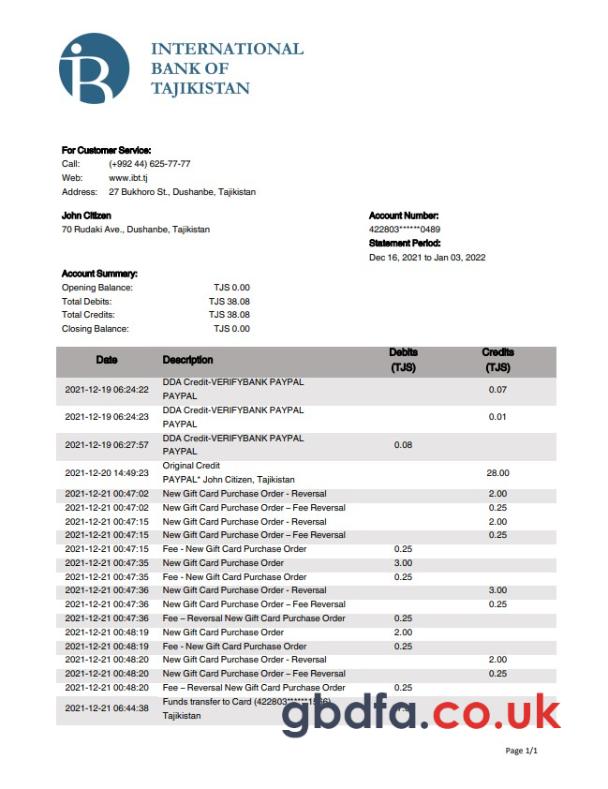 INTERNATIONAL
BANK OF
TAJIKISTAN
For Customer Service:
Call: (+992 44) 625-77-77
Web: www.ibt.tj
Address: 27 Bukhoro St., Dushanbe, Tajikistan
John Citizen Account Number:
70 Rudaki Ave., Dushanbe, Tajikistan 422803******0489
Statement Period:
Dec 16, 2021 to Jan 03, 2022
Account Summary:
Opening Balance: TJS 0.00
Total Debits: TJS 38.08
Total Credits: TJS 38.08
Closing Balance: TJS 0.00
Date Description Debits (TJS) Credits (TJS)
2021-12-19 06:24:22 DDA Credit-VERIFYBANK PAYPAL 0.07
PAYPAL
2021-12-19 06:24:23 DDA Credit-VERIFYBANK PAYPAL 0.01
PAYPAL
2021-12-19 06:27:57 DDA Credit-VERIFYBANK PAYPAL 0.08
PAYPAL
2021-12-20 14:49:23 Original Credit 28.00
PAYPAL* John Citizen, Tajikistan
2021-12-21 00:47:02 New Gift Card Purchase Order - Reversal 2.00
2021-12-21 00:47:02 New Gift Card Purchase Order – Fee Reversal 0.25
2021-12-21 00:47:15 New Gift Card Purchase Order - Reversal 2.00
2021-12-21 00:47:15 New Gift Card Purchase Order – Fee Reversal 0.25
2021-12-21 00:47:15 Fee - New Gift Card Purchase Order 0.25
2021-12-21 00:47:35 New Gift Card Purchase Order 3.00
2021-12-21 00:47:35 Fee - New Gift Card Purchase Order 0.25
2021-12-21 00:47:36 New Gift Card Purchase Order - Reversal 3.00
2021-12-21 00:47:36 New Gift Card Purchase Order – Fee Reversal 0.25
2021-12-21 00:47:36 Fee – Reversal New Gift Card Purchase Order 0.25
2021-12-21 00:48:19 New Gift Card Purchase Order 2.00
2021-12-21 00:48:19 Fee - New Gift Card Purchase Order 0.25
2021-12-21 00:48:20 New Gift Card Purchase Order - Reversal 2.00
2021-12-21 00:48:20 New Gift Card Purchase Order – Fee Reversal 0.25
2021-12-21 00:48:20 Fee – Reversal New Gift Card Purchase Order 0.25
2021-12-21 06:44:38 Funds transfer to Card
Tajikistan
gbdfa.co.uk
Page 1/1